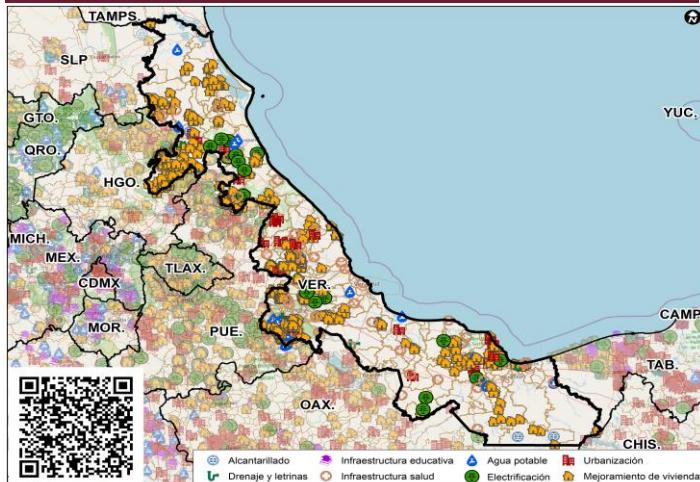 TAMPS.
SLP
YUC.
GTO.
QRO.
HGO.
MICH.
MEX.
TLAX.
CDMX
VER.
MOR.
PUE.
CAMP
TAB.
OAX.
CHIS.
Alcantarillado Infraestructura educativa Agua potable Urbanización
Drenaje y letrinas Infraestructura salud Electrificación Mejoramiento de vivienda